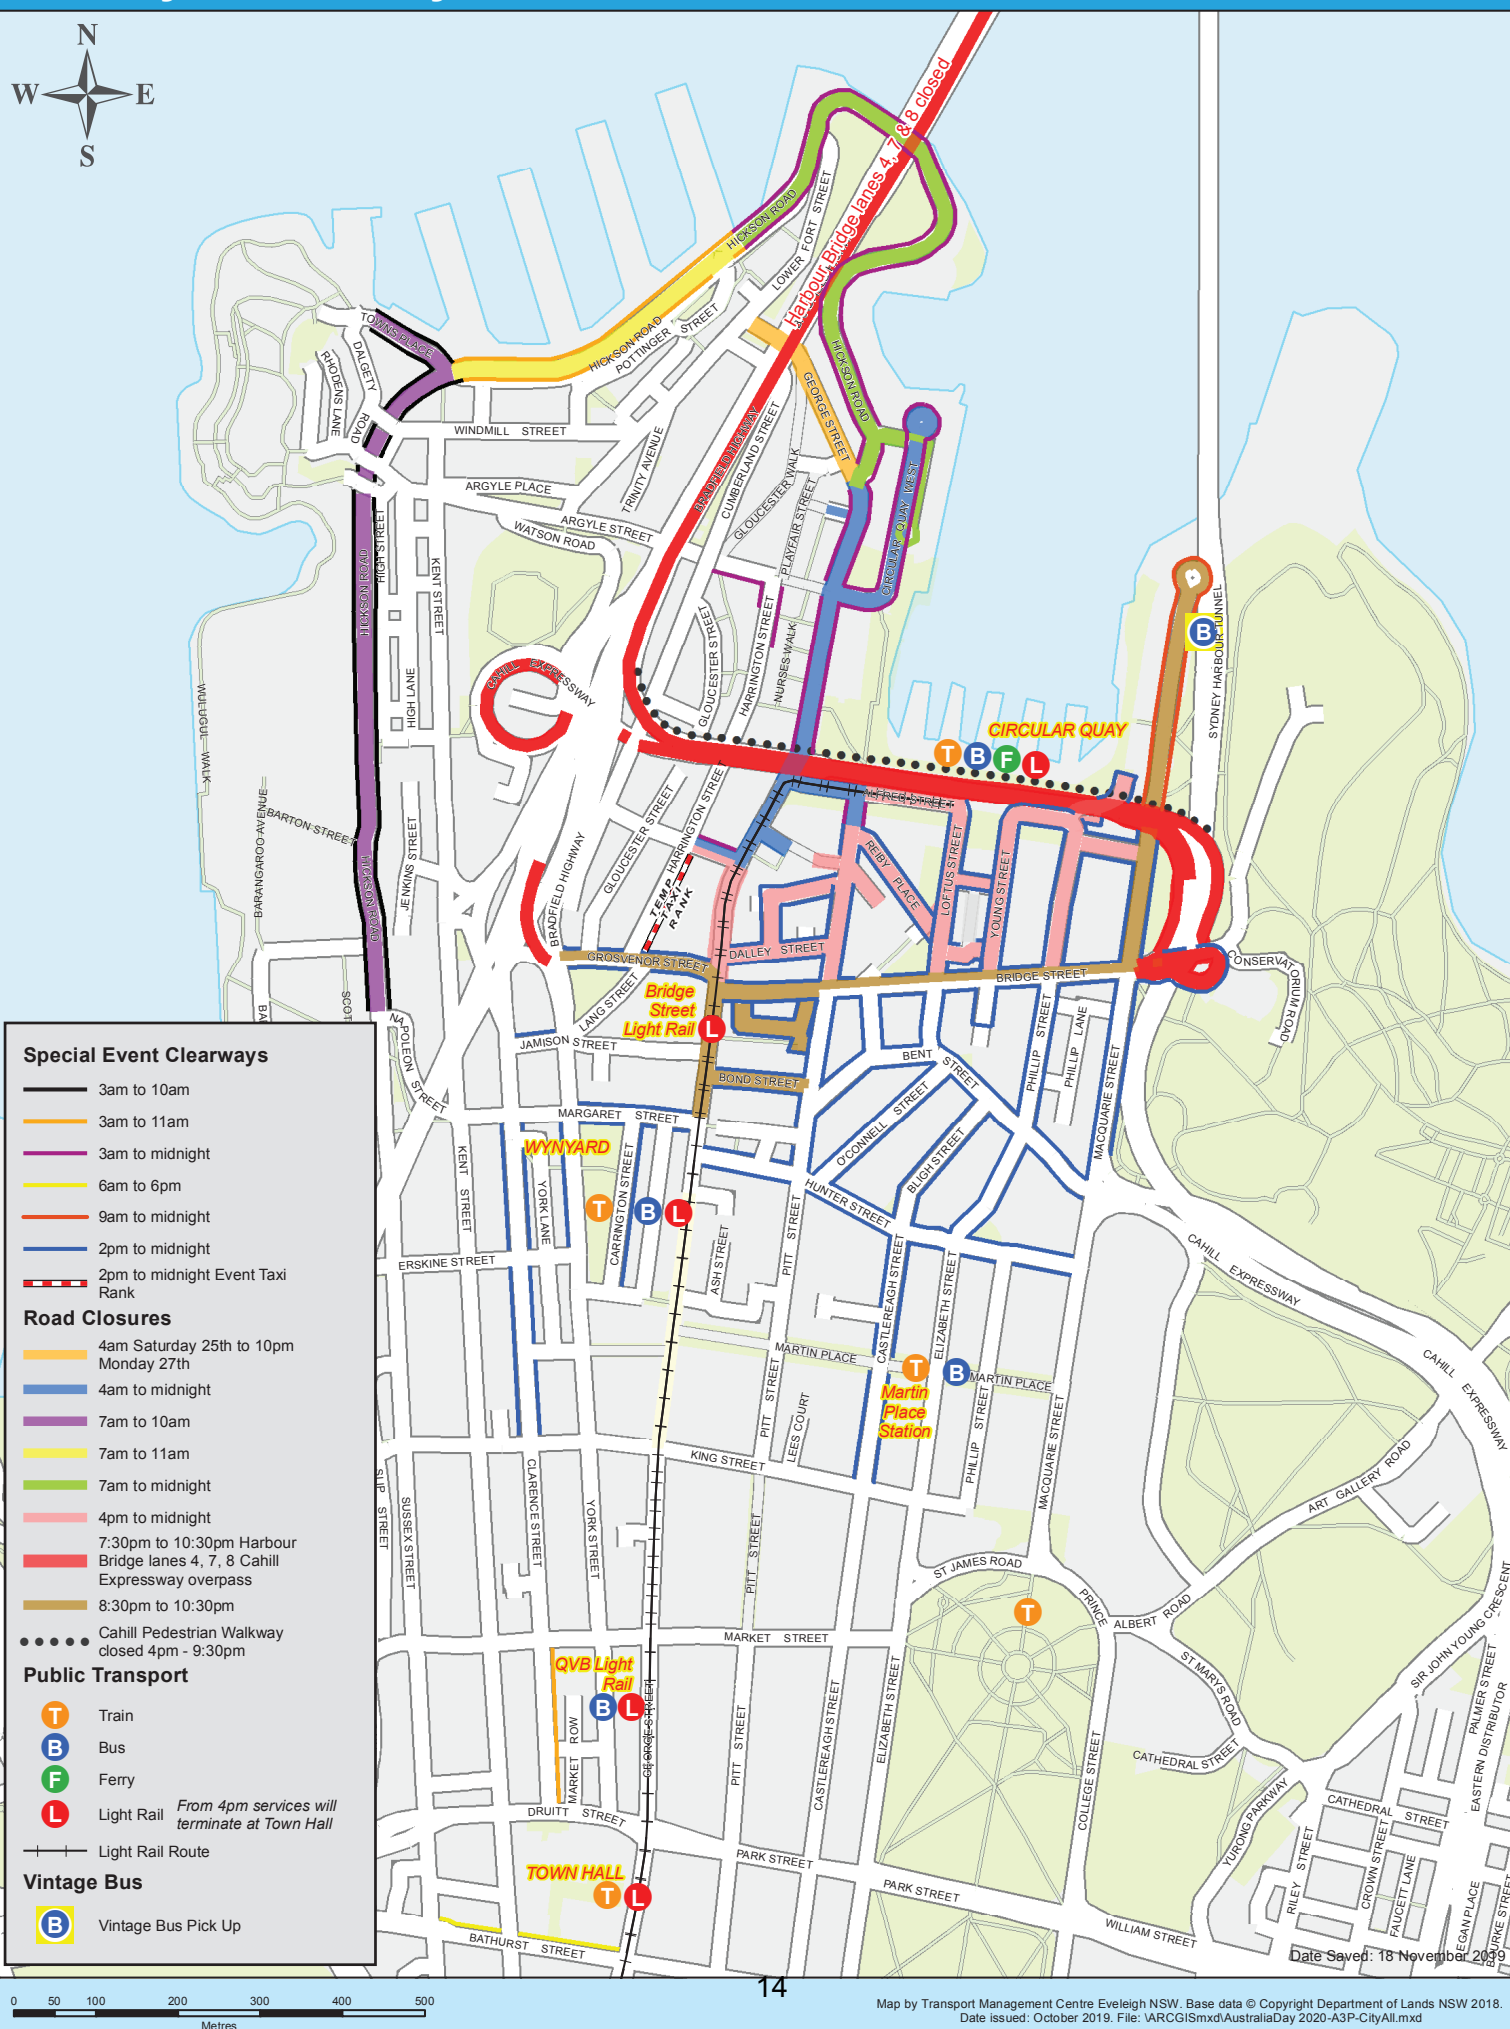 N
W E
S
Harbour Bridge lanes 4, 7 & 8 closed
HICKSON ROAD
LOWER FORT STREET
TOWNS PLACE
DALGETY ROAD
RHODENS LANE
HICKSON ROAD
POTTINGER STREET
HICKSON ROAD
GEORGE STREET
WINDMILL STREET
BRADFIELD HIGHWAY
CUMBERLAND STREET
TRINITY AVENUE
GLOUCESTER WALK
PLAYFAIR STREET
CIRCULAR QUAY WEST
ARGYLE PLACE
ARGYLE STREET
WATSON ROAD
HIGH STREET
KENT STREET
HICKSON ROAD
GLOUCESTER STREET
HARRINGTON STREET
NURSES WALK
SYDNEY HARBOUR TUNNEL
B
CAHILL EXPRESSWAY
HIGH LANE
WULUGUL WALK
CIRCULAR QUAY
T B F L
ALFRED STREET
BARTON STREET
BARANGAROO AVENUE
JENKINS STREET
HICKSON ROAD
BRADFIELD HIGHWAY
GLOUCESTER STREET
HARRINGTON STREET
TEMP TAXI RANK
REIBY PLACE
LOFTUS STREET
YOUNG STREET
GROSVENOR STREET
DALLEY STREET
BRIDGE STREET
CONSERVATORIUM ROAD
LANG STREET
Bridge
Street
Light Rail L
JAMISON STREET
NAPOLEON STREET
SCOT
BA
BOND STREET
BENT STREET
PHILLIP STREET
PHILLIP LANE
MACQUARIE STREET
MARGARET STREET
O'CONNELL STREET
BLIGH STREET
WYNYARD
T B L
KENT STREET
YORK LANE
CARRINGTON STREET
HUNTER STREET
PITT STREET
ASH STREET
ERSKINE STREET
CASTLEREAGH STREET
ELIZABETH STREET
CAHILL EXPRESSWAY
CAHILL EXPRESSWAY
MARTIN PLACE
T B
MARTIN PLACE
Martin
Place
Station
PITT STREET
LEES COURT
PHILLIP STREET
MACQUARIE STREET
KING STREET
ART GALLERY ROAD
SLIP STREET
SUSSEX STREET
CLARENCE STREET
YORK STREET
PITT STREET
ST JAMES ROAD
T
PRINCE ALBERT ROAD
SIR JOHN YOUNG CRESCENT
MARKET STREET
ST MARYS ROAD
QVB Light
Rail
B L
MARKET ROW
GEORGE STREET
PITT STREET
CASTLEREAGH STREET
ELIZABETH STREET
COLLEGE STREET
CATHEDRAL STREET
PALMER STREET
EASTERN DISTRIBUTOR
DRUITT STREET
YURONG PARKWAY
CATHEDRAL STREET
PARK STREET
PARK STREET
RILEY STREET
CROWN STREET
FAUCETT LANE
EGAN PLACE
BOURKE STREET
TOWN HALL
T L
WILLIAM STREET
BATHURST STREET
Special Event Clearways
3am to 10am
3am to 11am
3am to midnight
6am to 6pm
9am to midnight
2pm to midnight
2pm to midnight Event Taxi
Rank
Road Closures
4am Saturday 25th to 10pm
Monday 27th
4am to midnight
7am to 10am
7am to 11am
7am to midnight
4pm to midnight
7:30pm to 10:30pm Harbour
Bridge lanes 4, 7, 8 Cahill
Expressway overpass
8:30pm to 10:30pm
Cahill Pedestrian Walkway
closed 4pm - 9:30pm
Public Transport
T Train
B Bus
F Ferry
L Light Rail From 4pm services will
terminate at Town Hall
Light Rail Route
Vintage Bus
B Vintage Bus Pick Up
Date Saved: 18 November 2019
14
0 50 100 200 300 400 500
Metres
Map by Transport Management Centre Eveleigh NSW. Base data © Copyright Department of Lands NSW 2018.
Date issued: October 2019. File: \ARCGISmxd\AustraliaDay 2020-A3P-CityAll.mxd